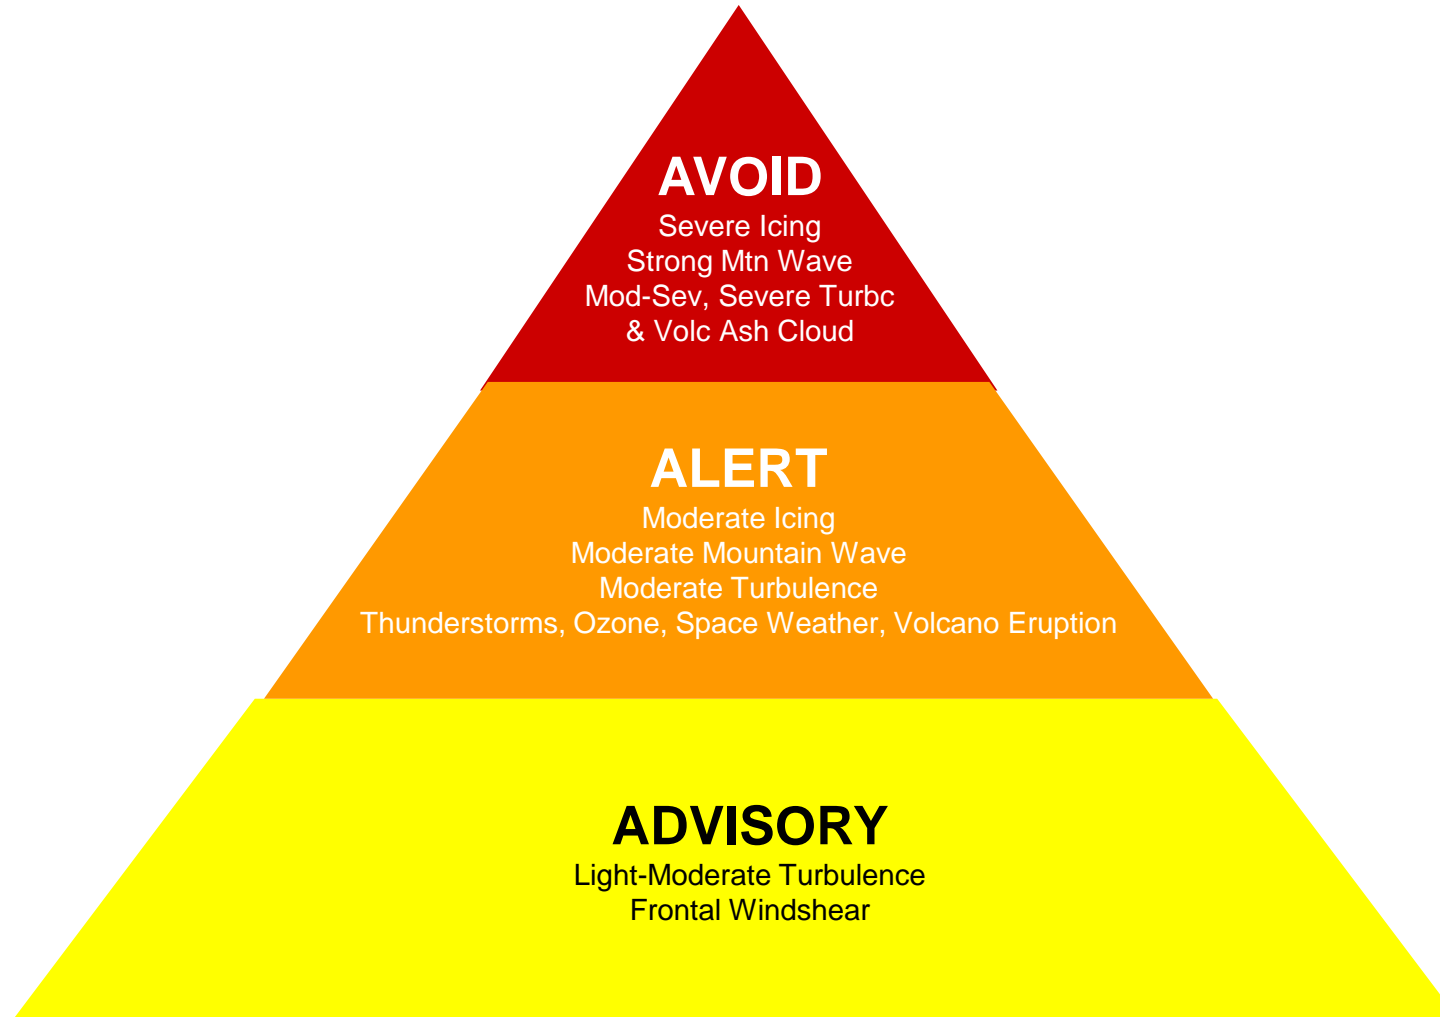 AVOID
Severe Icing
Strong Mtn Wave
Mod-Sev, Severe Turbc
& Volc Ash Cloud
ALERT
Moderate Icing
Moderate Mountain Wave
Moderate Turbulence
Thunderstorms, Ozone, Space Weather, Volcano Eruption
ADVISORY
Light-Moderate Turbulence
Frontal Windshear